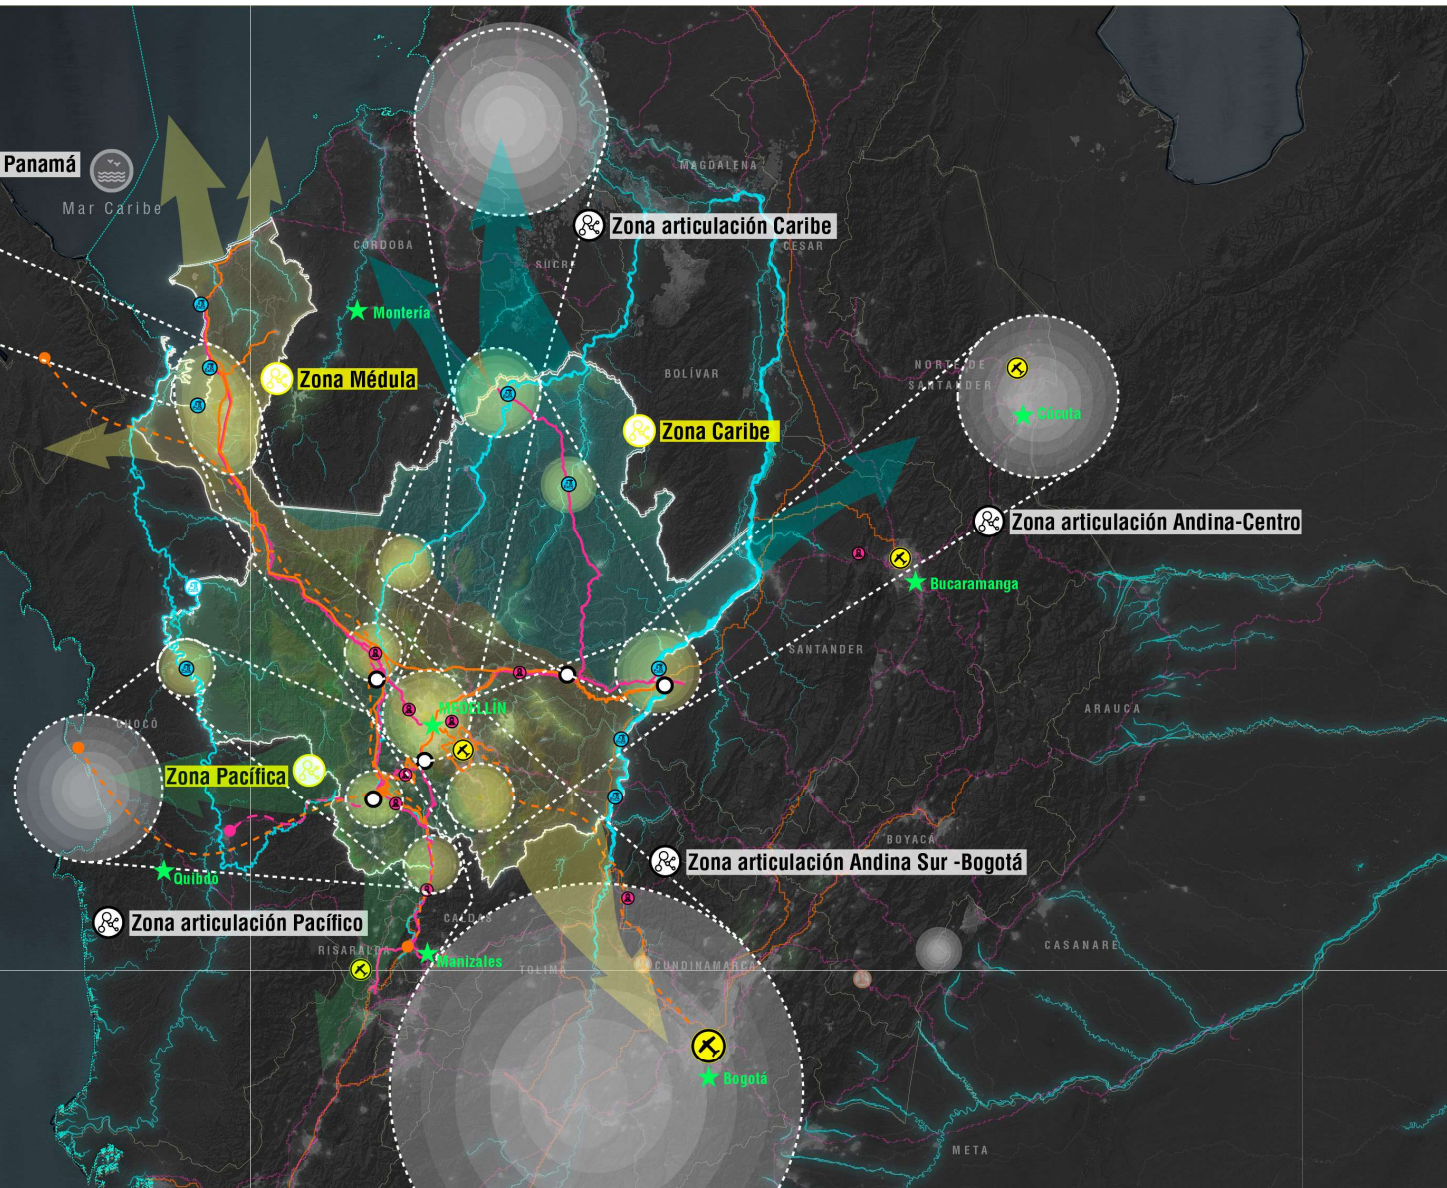 Panamá
Mar Caribe
MAGDALENA
Zona articulación Caribe
CÓRDOBA
CESAR
SUCRE
Montería
NORTE DE
SANTANDER
BOLÍVAR
Zona Médula
Cúcuta
Zona Caribe
Zona articulación Andina-Centro
Bucaramanga
SANTANDER
MeDELLíN
ARAUCA
CHOCÓ
Zona Pacífica
BOYACÁ
Zona articulación Andina Sur -Bogotá
Quibdó
Zona articulación Pacífico
CALDAS
RISARALDA
CASANARE
Manizales
TOLIMA
CUNDINAMARCA
Bogotá
META